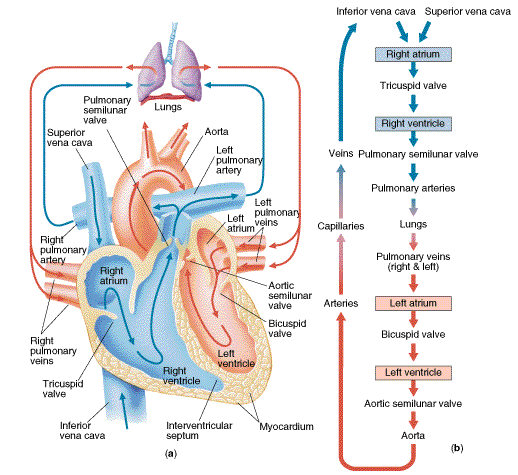 Lungs
Pulmonary
semilunar
valve
Superior
vena cava
Aorta
Left
pulmonary
artery
Left
pulmonary
veins
Left
atrium
Right
pulmonary
artery
Right
atrium
Aortic
semilunar
valve
Bicuspid
valve
Right
pulmonary
veins
Left
ventricle
Tricuspid
valve
Right
ventricle
Inferior
vena cava
Interventricular
septum
Myocardium
(a)
Inferior vena cava
Superior vena cava
Right atrium
Tricuspid valve
Right ventricle
Veins
Pulmonary semilunar valve
Pulmonary arteries
Capillaries
Lungs
Pulmonary veins
(right & left)
Arteries
Left atrium
Bicuspid valve
Left ventricle
Aortic semilunar valve
Aorta
(b)